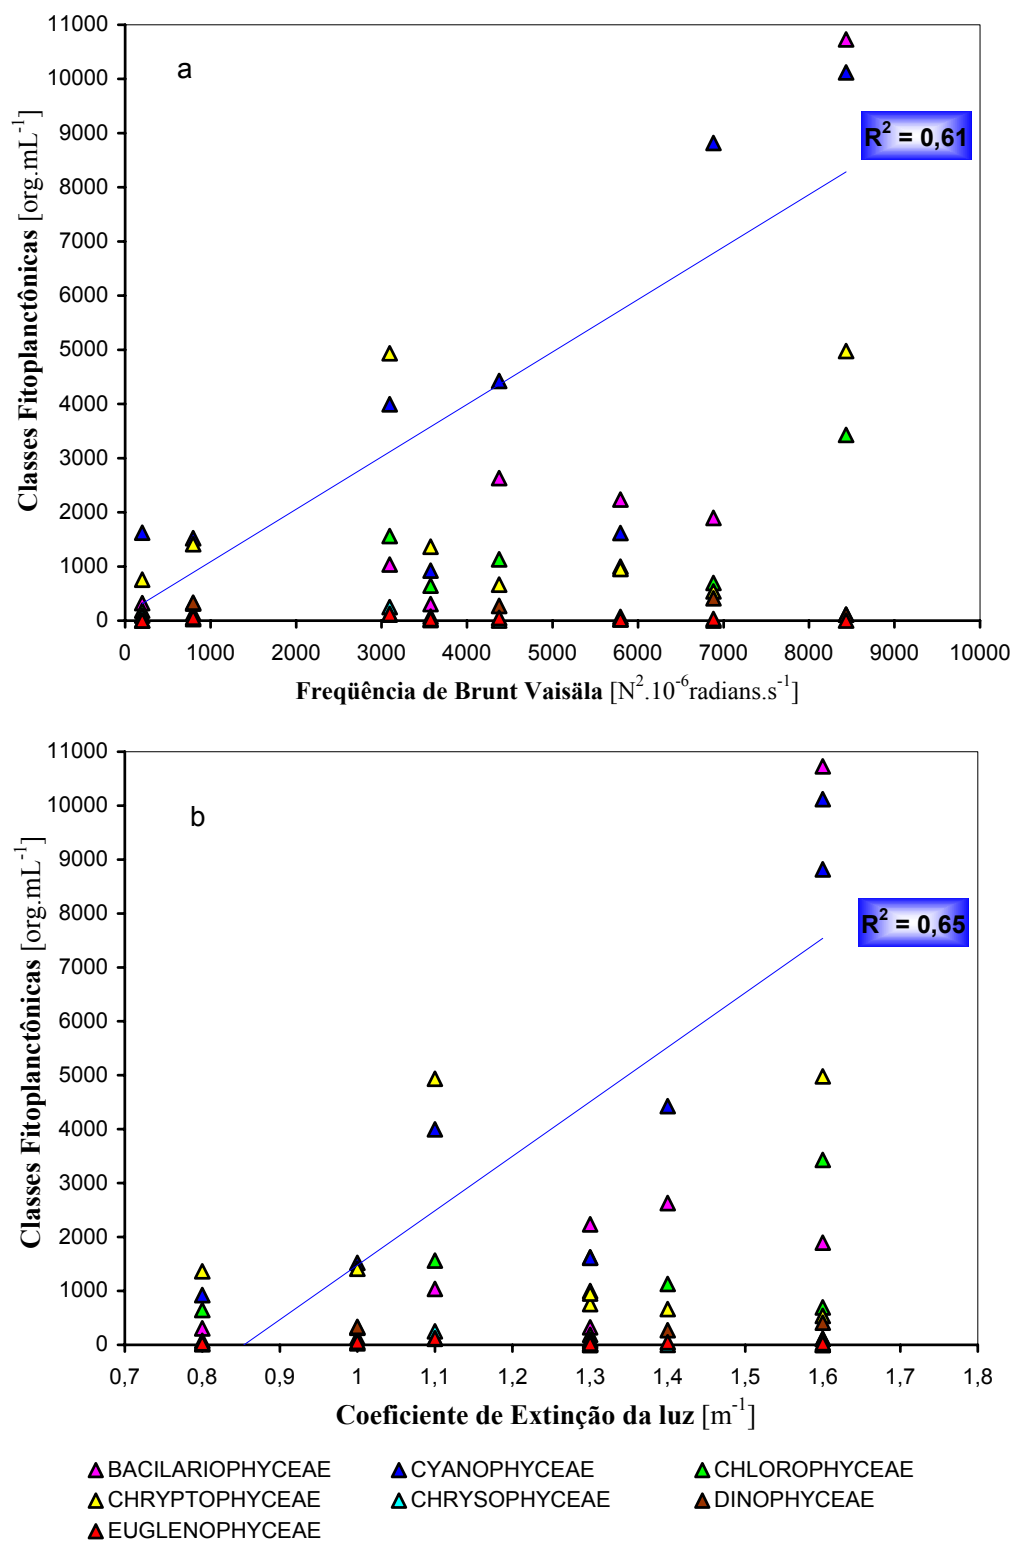 11000
10000
9000
8000
7000
6000
5000
4000
3000
2000
1000
0
Classes Fitoplanctônicas [org.mL⁻¹]
a
R² = 0,61
0 1000 2000 3000 4000 5000 6000 7000 8000 9000 10000
Freqüência de Brunt Vaisäla [N².10⁻⁶radians.s⁻¹]
11000
10000
9000
8000
7000
6000
5000
4000
3000
2000
1000
0
Classes Fitoplanctônicas [org.mL⁻¹]
b
R² = 0,65
0,7 0,8 0,9 1 1,1 1,2 1,3 1,4 1,5 1,6 1,7 1,8
Coeficiente de Extinção da luz [m⁻¹]
BACILARIOPHYCEAE CYANOPHYCEAE CHLOROPHYCEAE
CHRYPTOPHYCEAE CHRYSOPHYCEAE DINOPHYCEAE
EUGLENOPHYCEAE